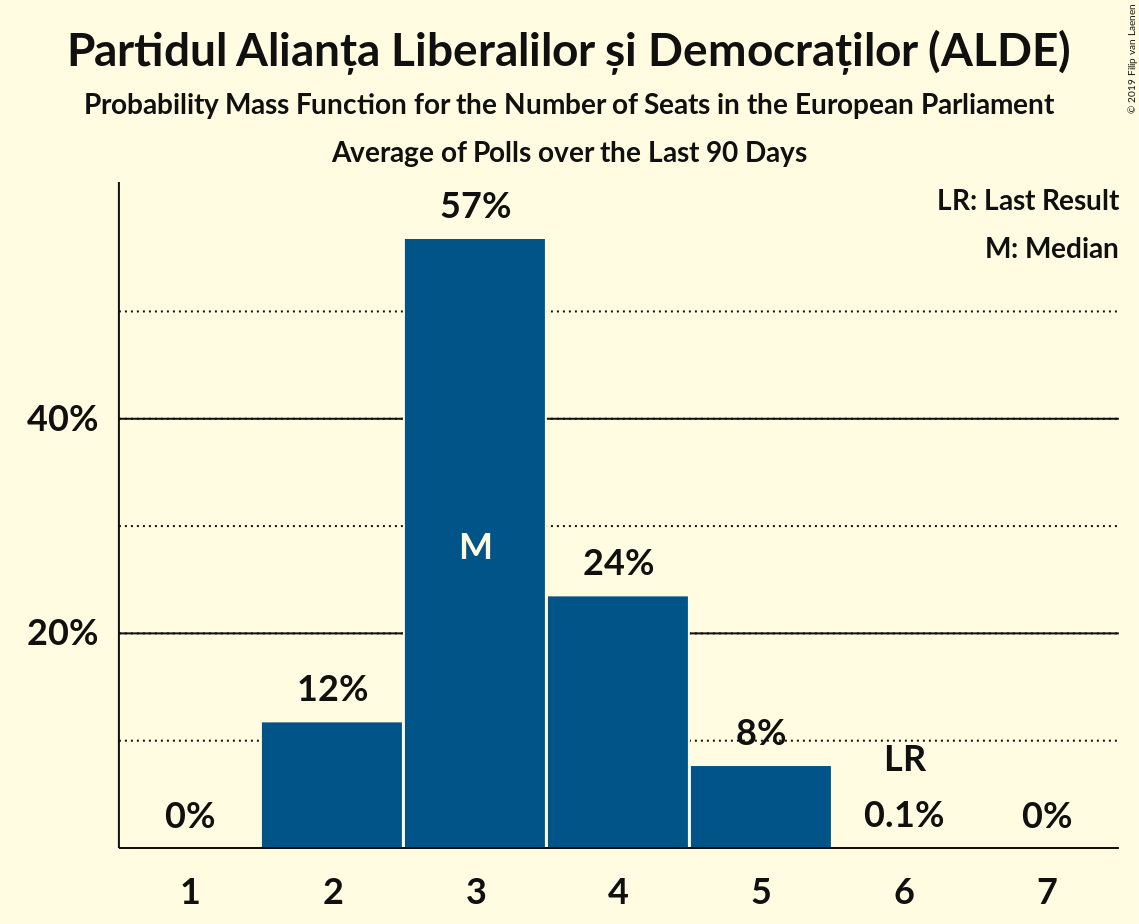 Partidul Alianța Liberalilor și Democraților (ALDE)
Probability Mass Function for the Number of Seats in the European Parliament
Average of Polls over the Last 90 Days
© 2019 Filip van Laenen
LR: Last Result
M: Median
57%
40%
M
24%
20%
12%
8%
LR
0%
0.1%
0%
1 2 3 4 5 6 7